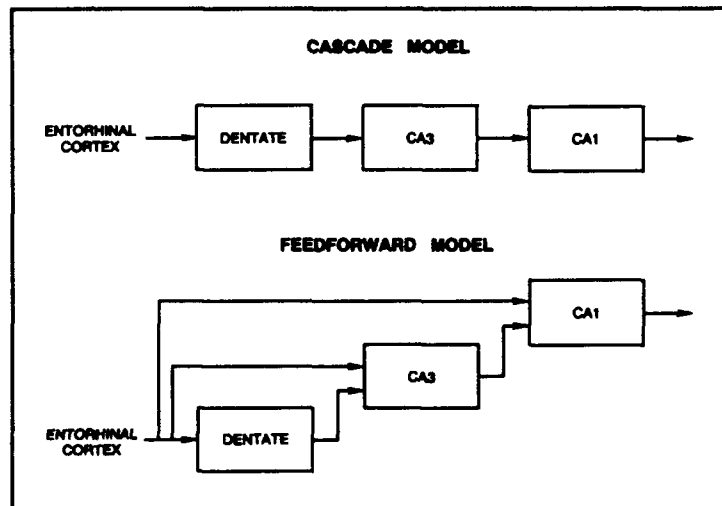 CASCADE MODEL
ENTORHINAL
CORTEX
DENTATE
CA3
CA1
FEEDFORWARD MODEL
CA1
CA3
ENTORHINAL
CORTEX
DENTATE